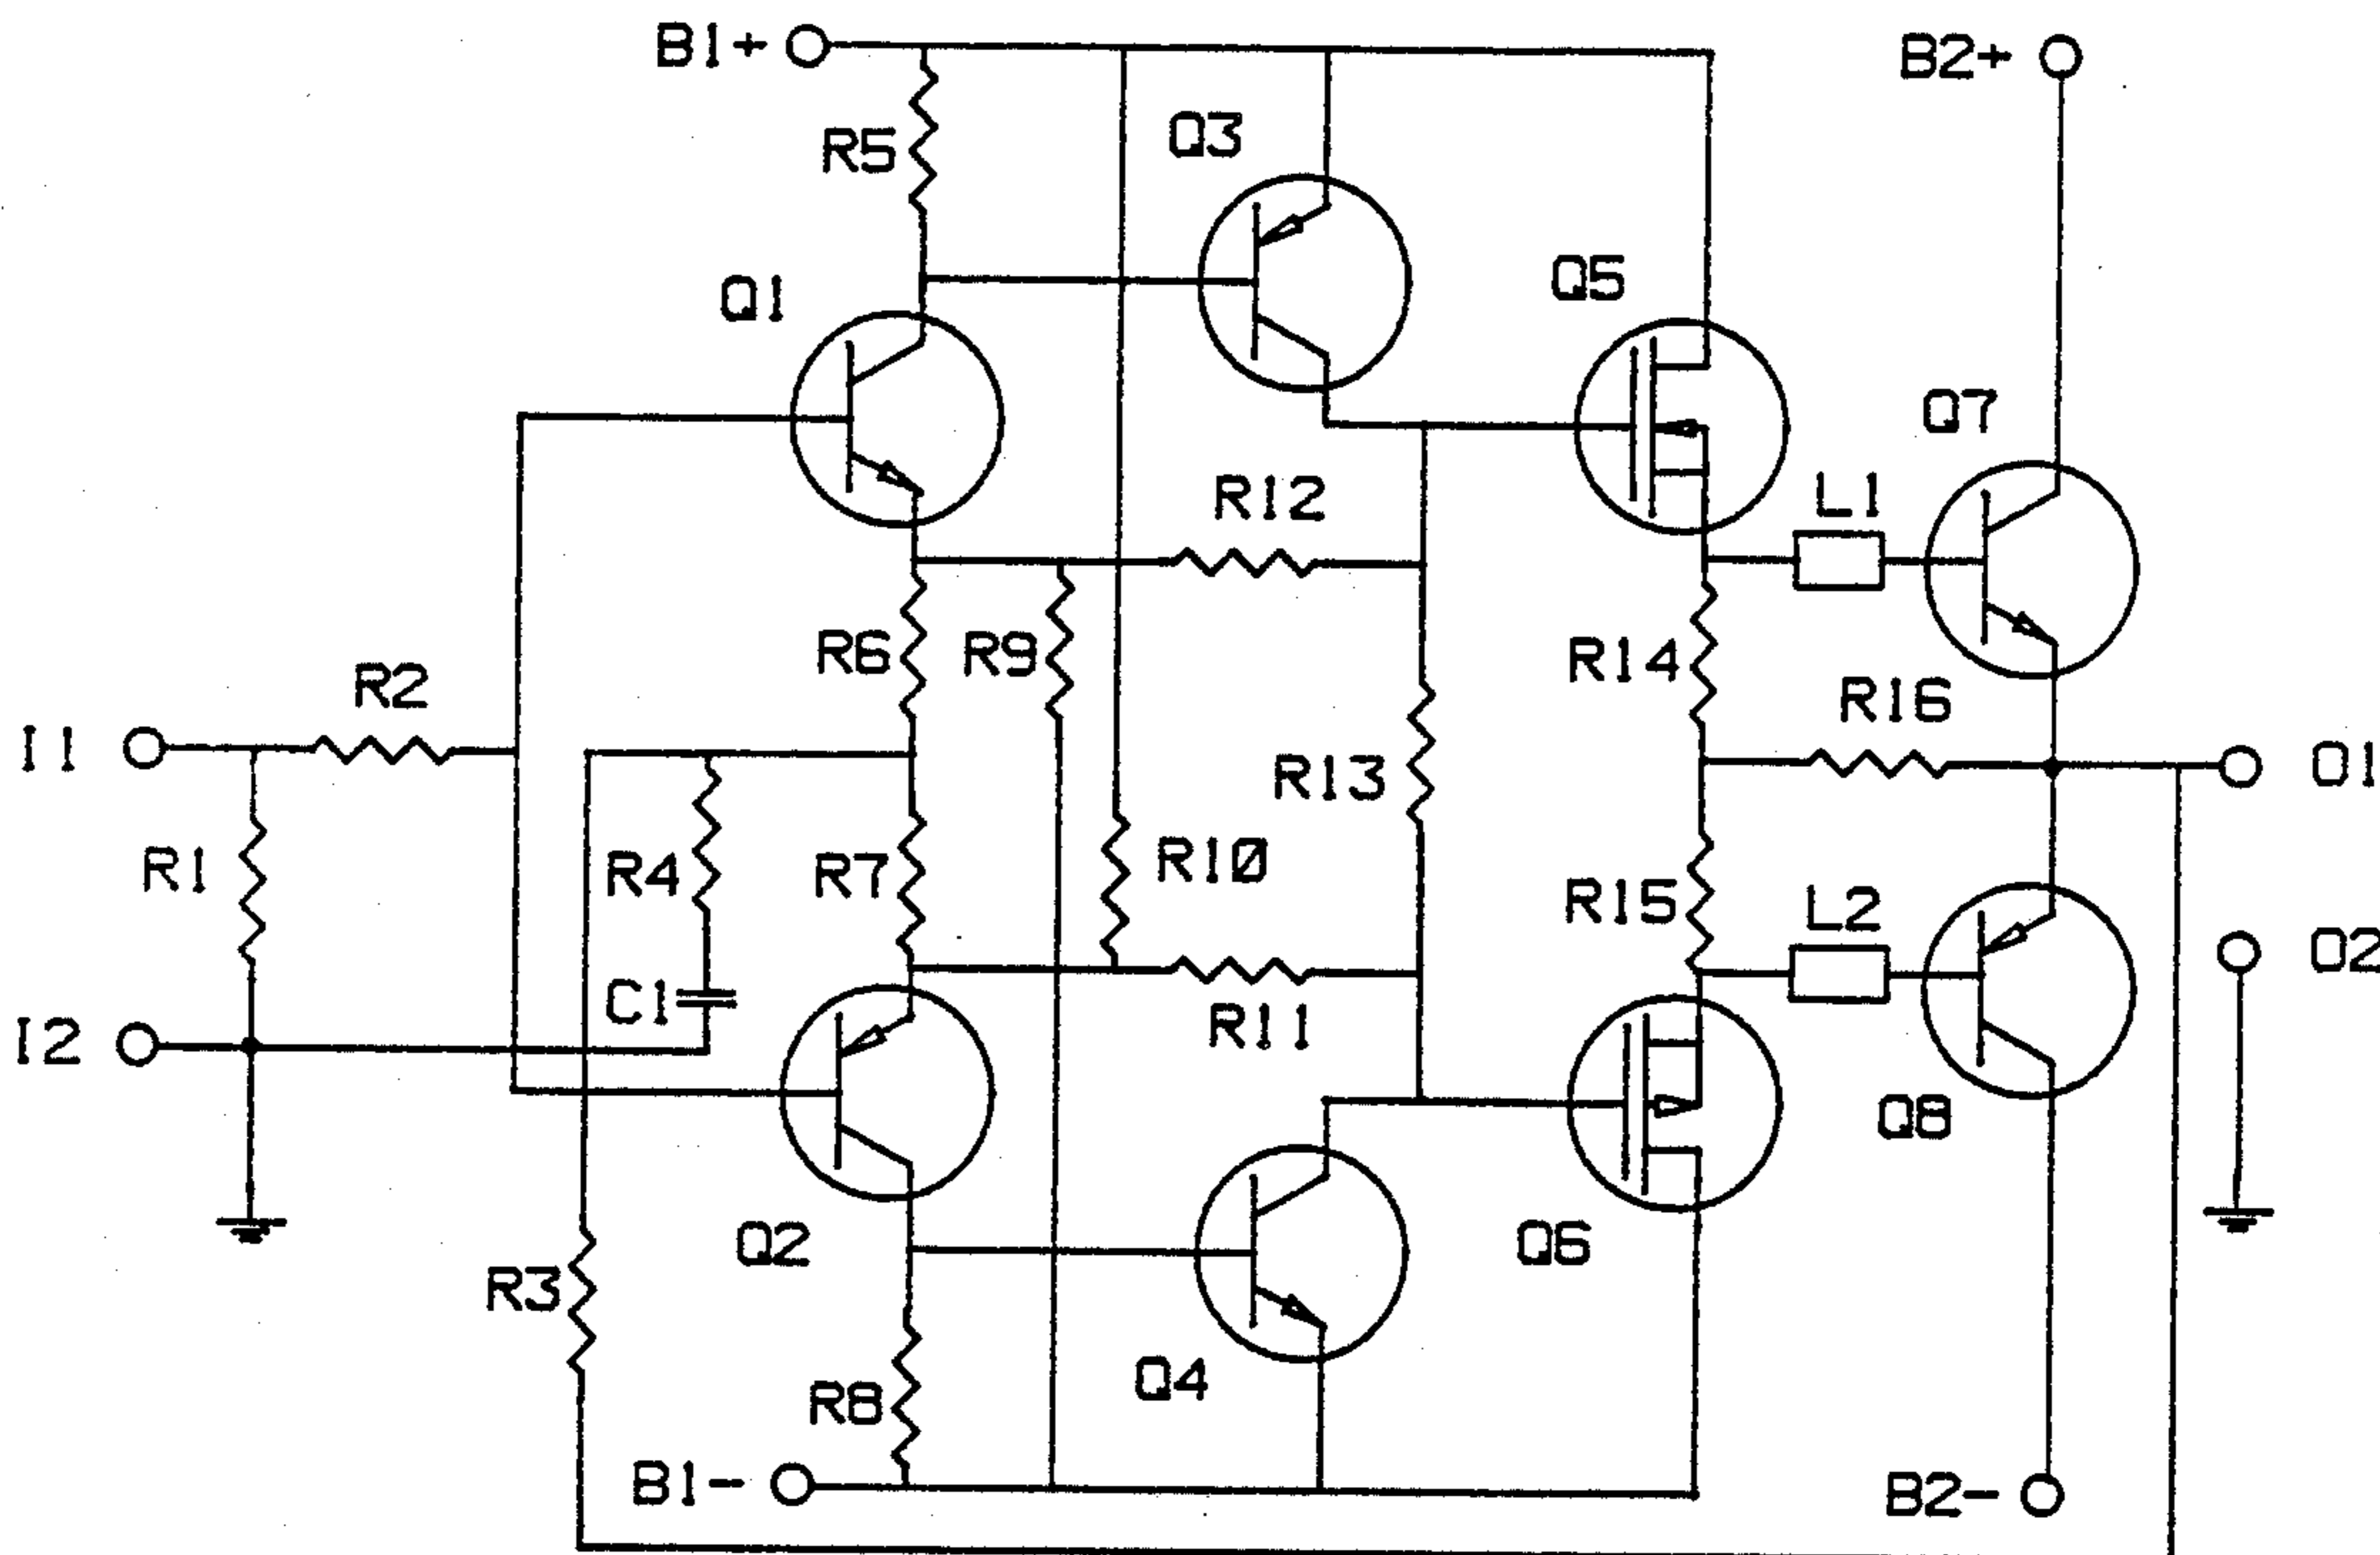 B1+
B2+
Q3
R5
Q5
Q1
Q7
R12
L1
R6
R9
R14
R2
R16
I1
R13
O1
R10
R1
R4
R7
R15
L2
O2
C1
R11
I2
Q8
Q2
Q6
R3
Q4
R8
B1-
B2-